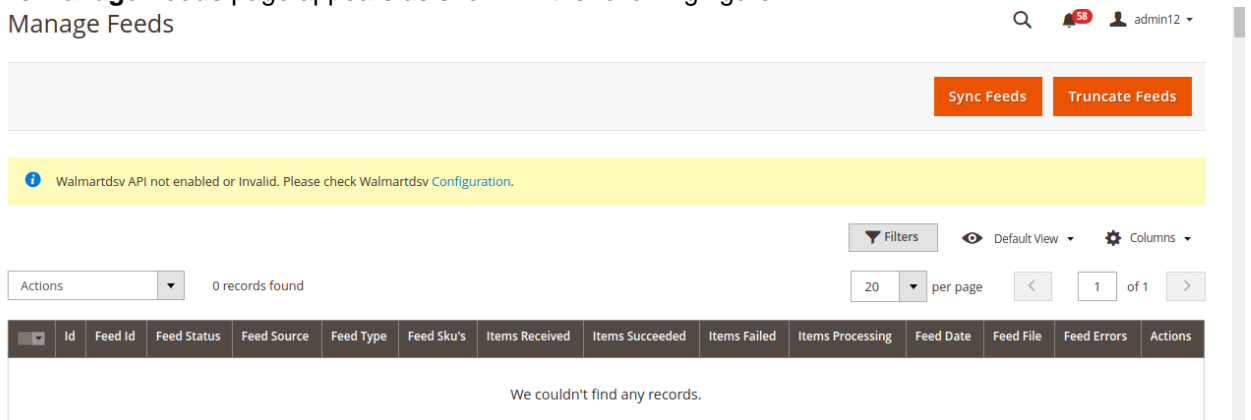 Manage Feeds
58
admin12
Sync Feeds
Truncate Feeds
Walmartdsv API not enabled or Invalid. Please check Walmartdsv Configuration.
Filters
Default View
Columns
Actions
0 records found
20
per page
1
of 1
Id
Feed Id
Feed Status
Feed Source
Feed Type
Feed Sku's
Items Received
Items Succeeded
Items Failed
Items Processing
Feed Date
Feed File
Feed Errors
Actions
We couldn't find any records.